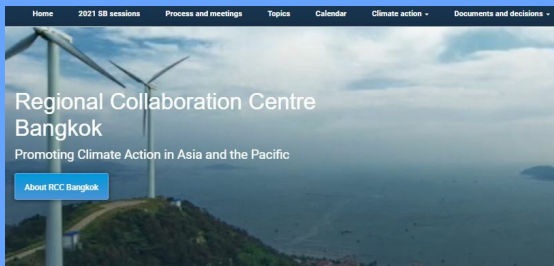 Home 2021 SB sessions Process and meetings Topics Calendar Climate action Documents and decisions
Regional Collaboration Centre
Bangkok
Promoting Climate Action in Asia and the Pacific
About RCC Bangkok